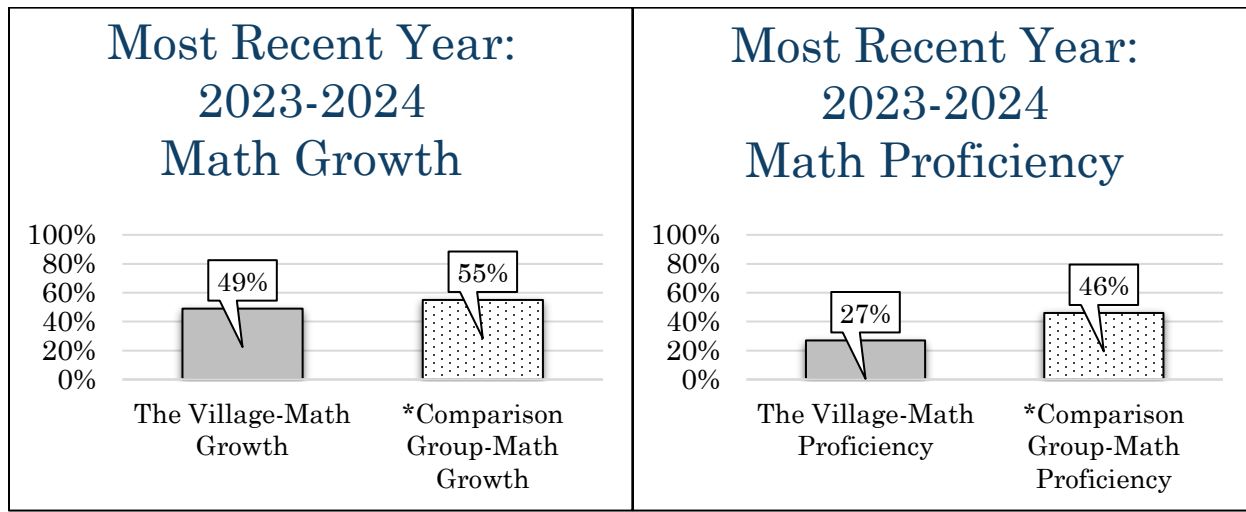 Most Recent Year:
2023-2024
Math Growth
100%
80%
60%
40%
20%
0%
49%
55%
The Village-Math
Growth
*Comparison
Group-Math
Growth
Most Recent Year:
2023-2024
Math Proficiency
100%
80%
60%
40%
20%
0%
27%
46%
The Village-Math
Proficiency
*Comparison
Group-Math
Proficiency